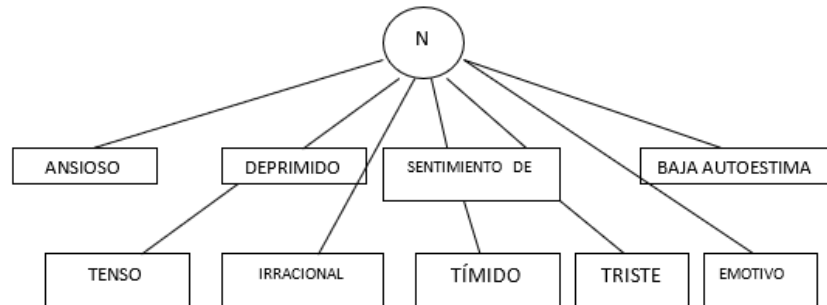 N
ANSIOSO
DEPRIMIDO
SENTIMIENTO DE
BAJA AUTOESTIMA
TENSO
IRRACIONAL
TÍMIDO
TRISTE
EMOTIVO